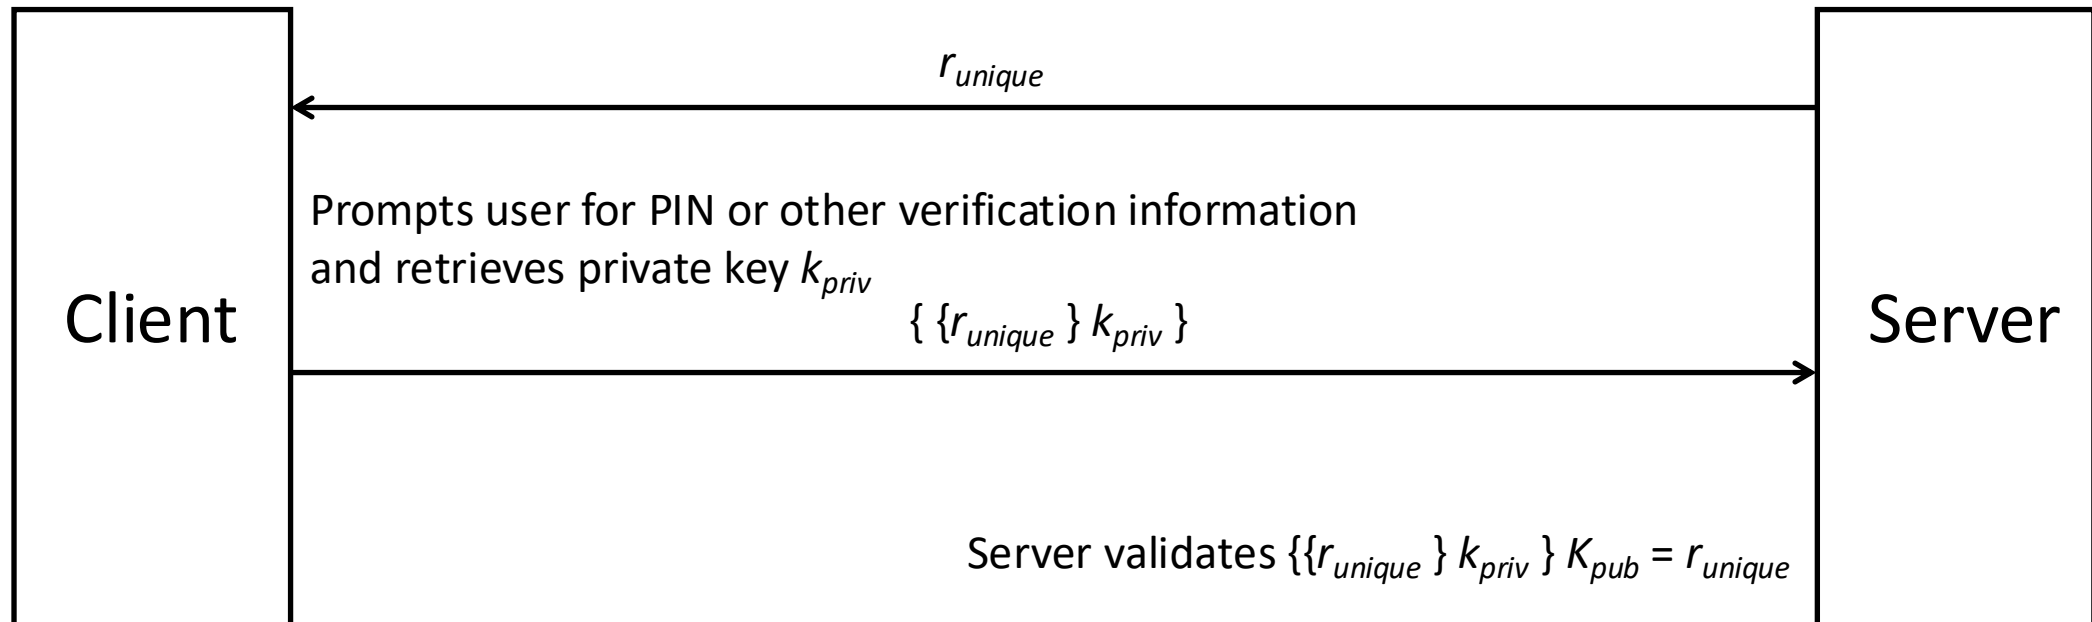 r_unique
Prompts user for PIN or other verification information
and retrieves private key k_priv
{ {r_unique } k_priv }
Client
Server
Server validates {{r_unique } k_priv } K_pub = r_unique